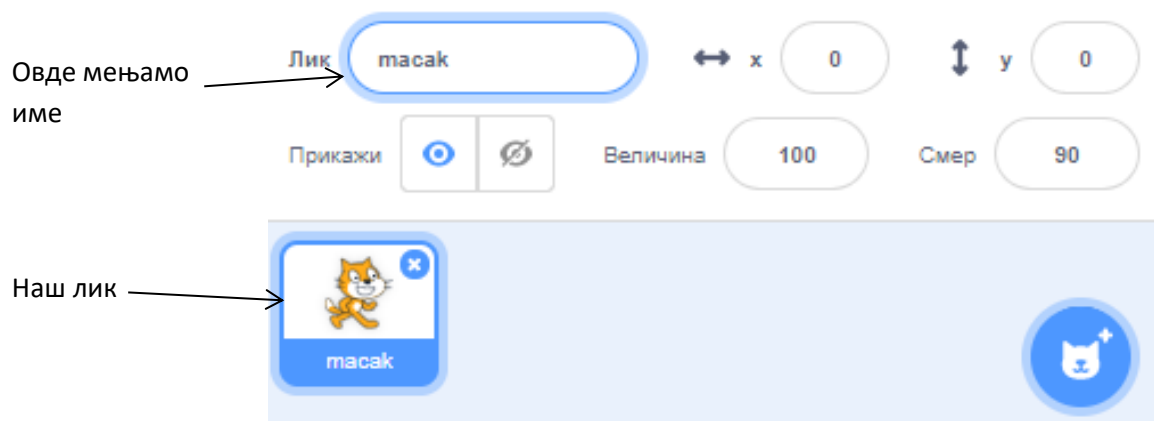 Овде мењамо
име
Лик macak x 0 y 0
Прикажи Величина 100 Смер 90
Наш лик
macak